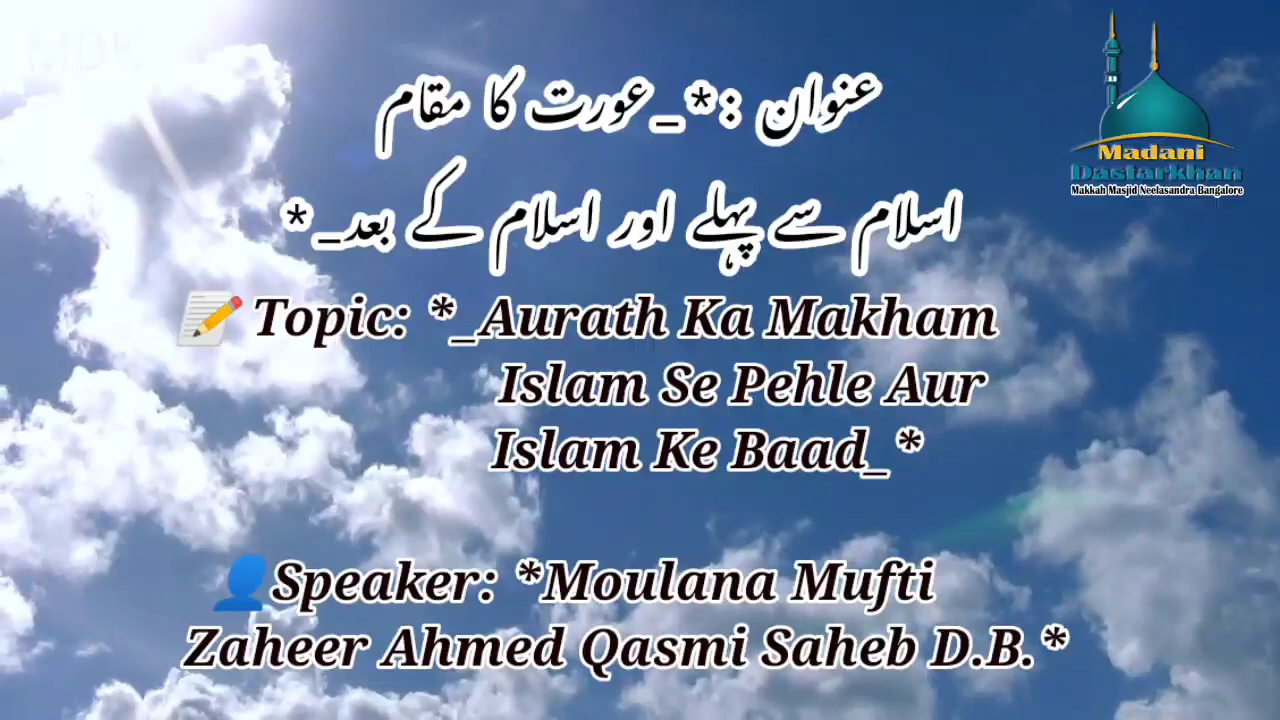 MDK
عنوان :*_عورت کا مقام
اسلام سے پہلے اور اسلام کے بعد_*
📝 Topic: *_Aurath Ka Makham
Islam Se Pehle Aur
Islam Ke Baad_*
👤Speaker: *Moulana Mufti
Zaheer Ahmed Qasmi Saheb D.B.*
Madani
Dastarkhan
Makkah Masjid Neelasandra Bangalore